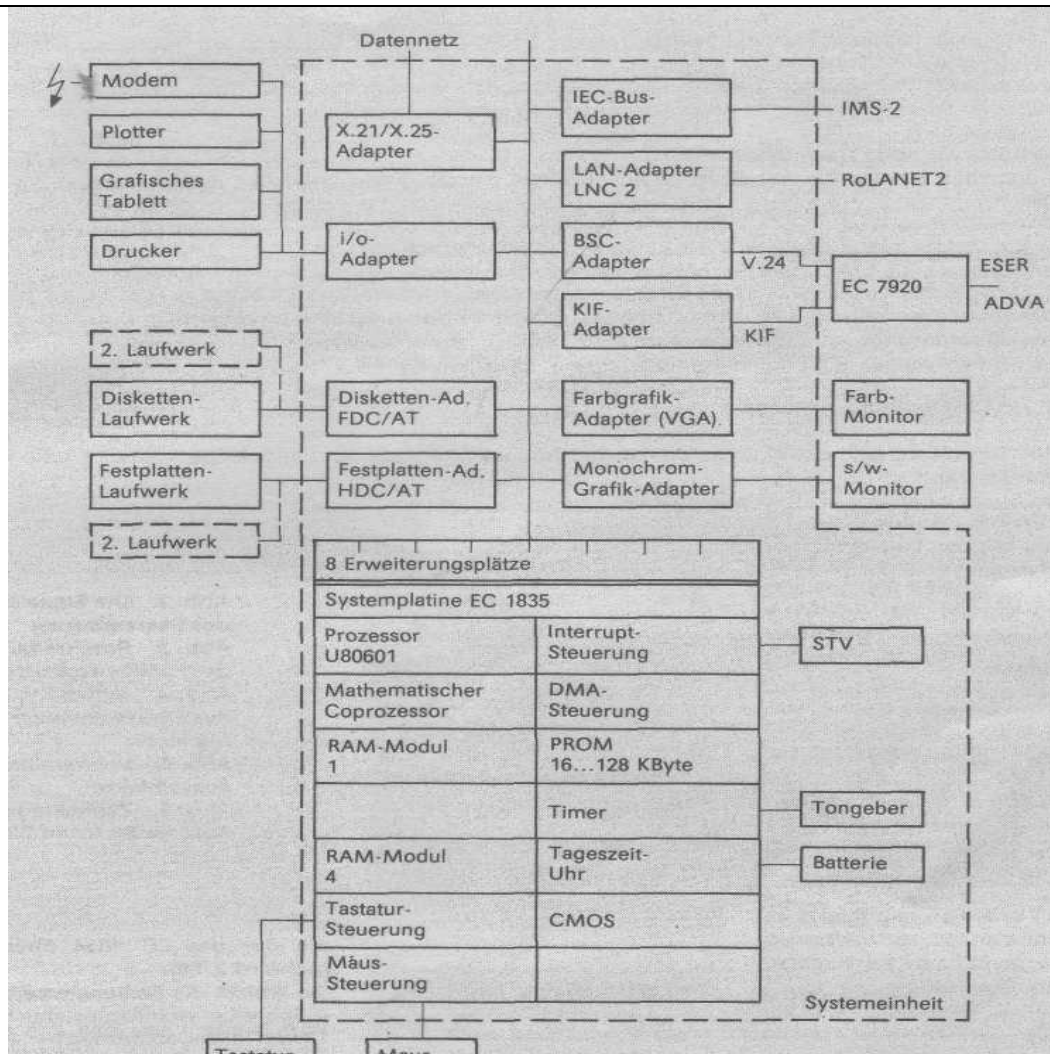 Datennetz
Modem
Plotter
Grafisches
Tablett
Drucker
X.21/X.25-
Adapter
i/o-
Adapter
IEC-Bus-
Adapter
IMS-2
LAN-Adapter
LNC 2
RoLANET2
BSC-
Adapter
V.24
KIF-
Adapter
KIF
EC 7920
ESER
ADVA
2. Laufwerk
Disketten-
Laufwerk
Disketten-Ad.
FDC/AT
Farbgrafik-
Adapter (VGA).
Farb-
Monitor
Festplatten-
Laufwerk
Festplatten-Ad.
HDC/AT
Monochrom-
Grafik-Adapter
s/w-
Monitor
2. Laufwerk
8 Erweiterungsplätze
Systemplatine EC 1835
Prozessor
U80601
Interrupt-
Steuerung
STV
Mathematischer
Coprozessor
DMA-
Steuerung
RAM-Modul
1
PROM
16...128 KByte
Timer
Tongeber
RAM-Modul
4
Tageszeit-
Uhr
Batterie
Tastatur-
Steuerung
CMOS
Maus-
Steuerung
Systemeinheit
Tastatur
Maus